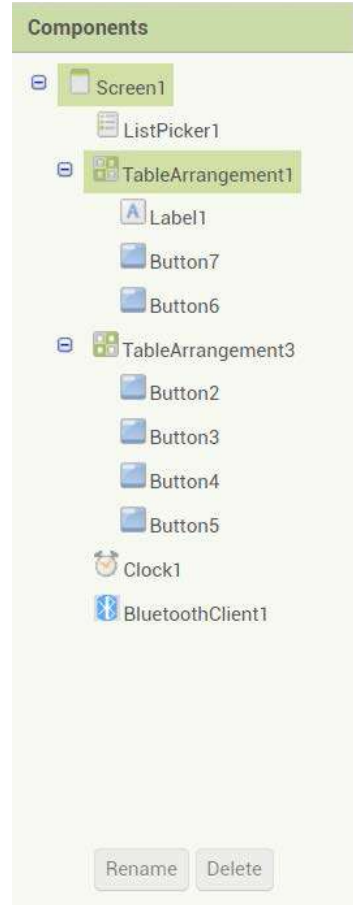 Components
Screen1
ListPicker1
TableArrangement1
A Label1
Button7
Button6
TableArrangement3
Button2
Button3
Button4
Button5
Clock1
BluetoothClient1
Rename Delete